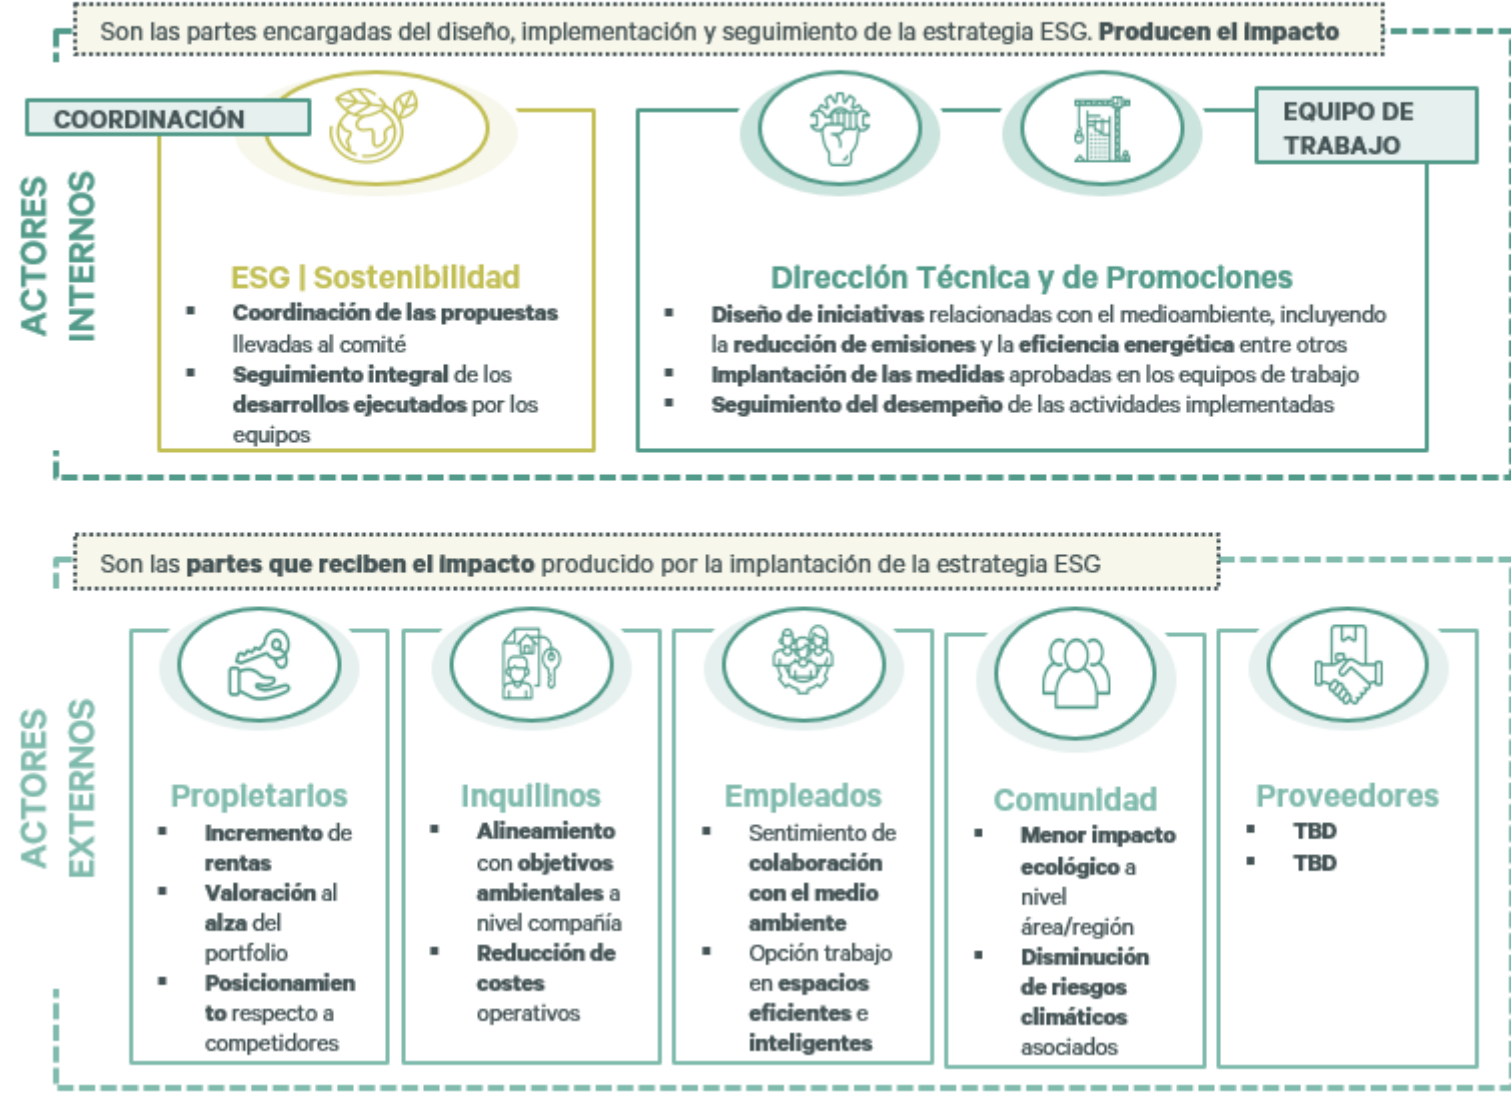 Son las partes encargadas del diseño, implementación y seguimiento de la estrategia ESG. Producen el Impacto
COORDINACIÓN
EQUIPO DE
TRABAJO
ACTORES
INTERNOS
ESG | Sostenibilidad
▪ Coordinación de las propuestas
llevadas al comité
▪ Seguimiento integral de los
desarrollos ejecutados por los
equipos
Dirección Técnica y de Promociones
▪ Diseño de iniciativas relacionadas con el medioambiente, incluyendo
la reducción de emisiones y la eficiencia energética entre otros
▪ Implantación de las medidas aprobadas en los equipos de trabajo
▪ Seguimiento del desempeño de las actividades implementadas
Son las partes que reciben el Impacto producido por la implantación de la estrategia ESG
ACTORES
EXTERNOS
Propietarios
▪ Incremento de
rentas
▪ Valoración al
alza del
portfolio
▪ Posicionamien
to respecto a
competidores
Inquilinos
▪ Alineamiento
con objetivos
ambientales a
nivel compañía
▪ Reducción de
costes
operativos
Empleados
▪ Sentimiento de
colaboración
con el medio
ambiente
▪ Opción trabajo
en espacios
eficientes e
inteligentes
Comunidad
▪ Menor impacto
ecológico a
nivel
área/región
▪ Disminución
de riesgos
climáticos
asociados
Proveedores
▪ TBD
▪ TBD